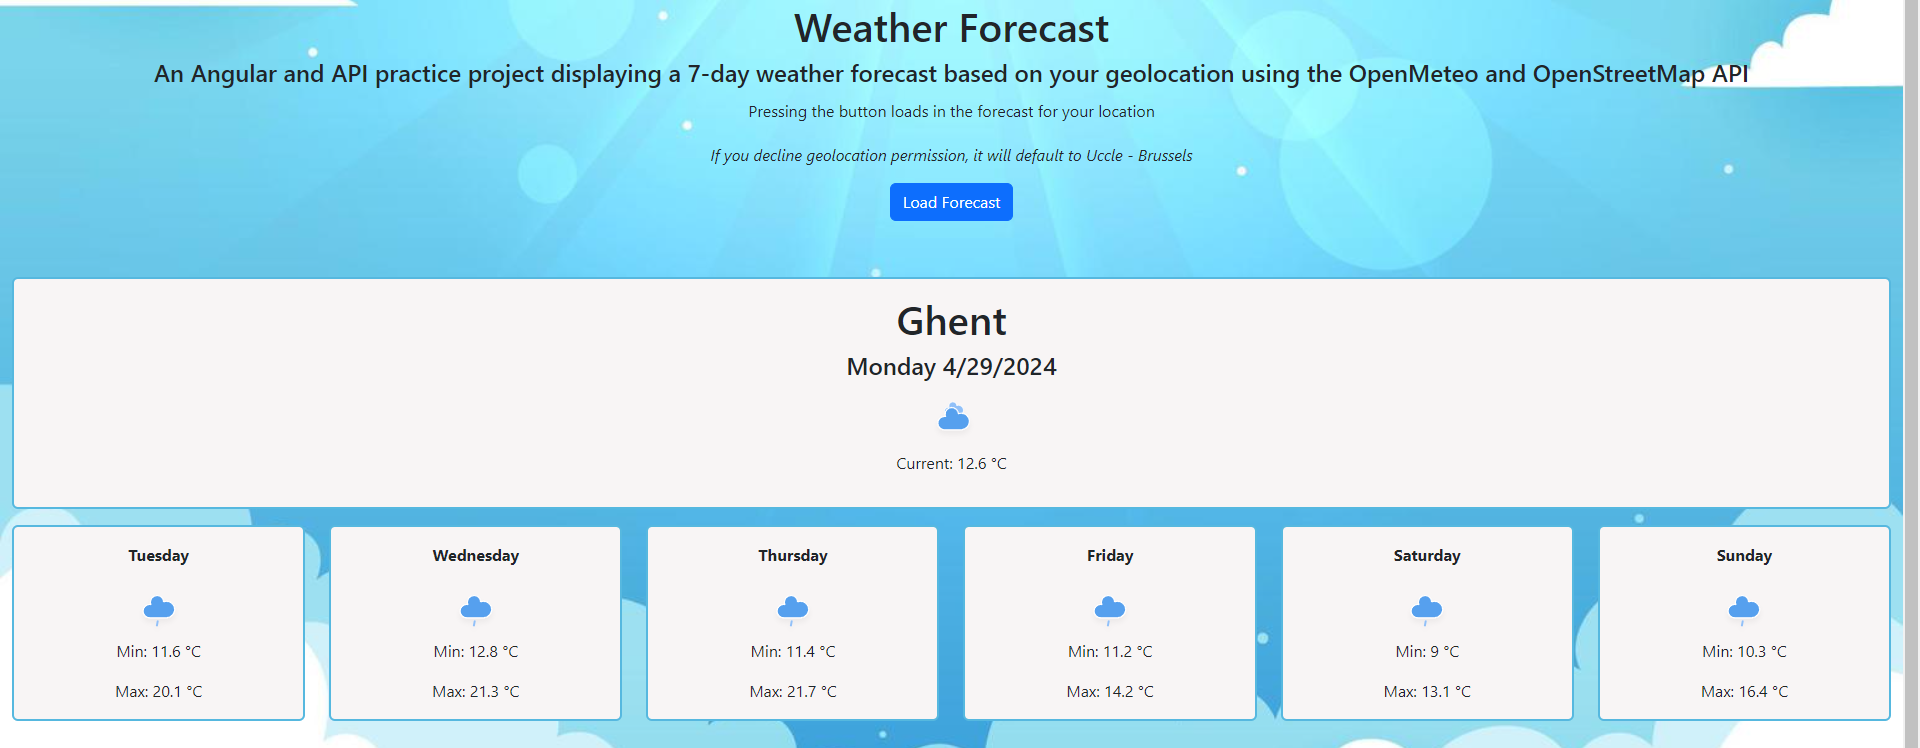 Weather Forecast
An Angular and API practice project displaying a 7-day weather forecast based on your geolocation using the OpenMeteo and OpenStreetMap API
Pressing the button loads in the forecast for your location
If you decline geolocation permission, it will default to Uccle - Brussels
Load Forecast
Ghent
Monday 4/29/2024
Current: 12.6 °C
Tuesday
Min: 11.6 °C
Max: 20.1 °C
Wednesday
Min: 12.8 °C
Max: 21.3 °C
Thursday
Min: 11.4 °C
Max: 21.7 °C
Friday
Min: 11.2 °C
Max: 14.2 °C
Saturday
Min: 9 °C
Max: 13.1 °C
Sunday
Min: 10.3 °C
Max: 16.4 °C